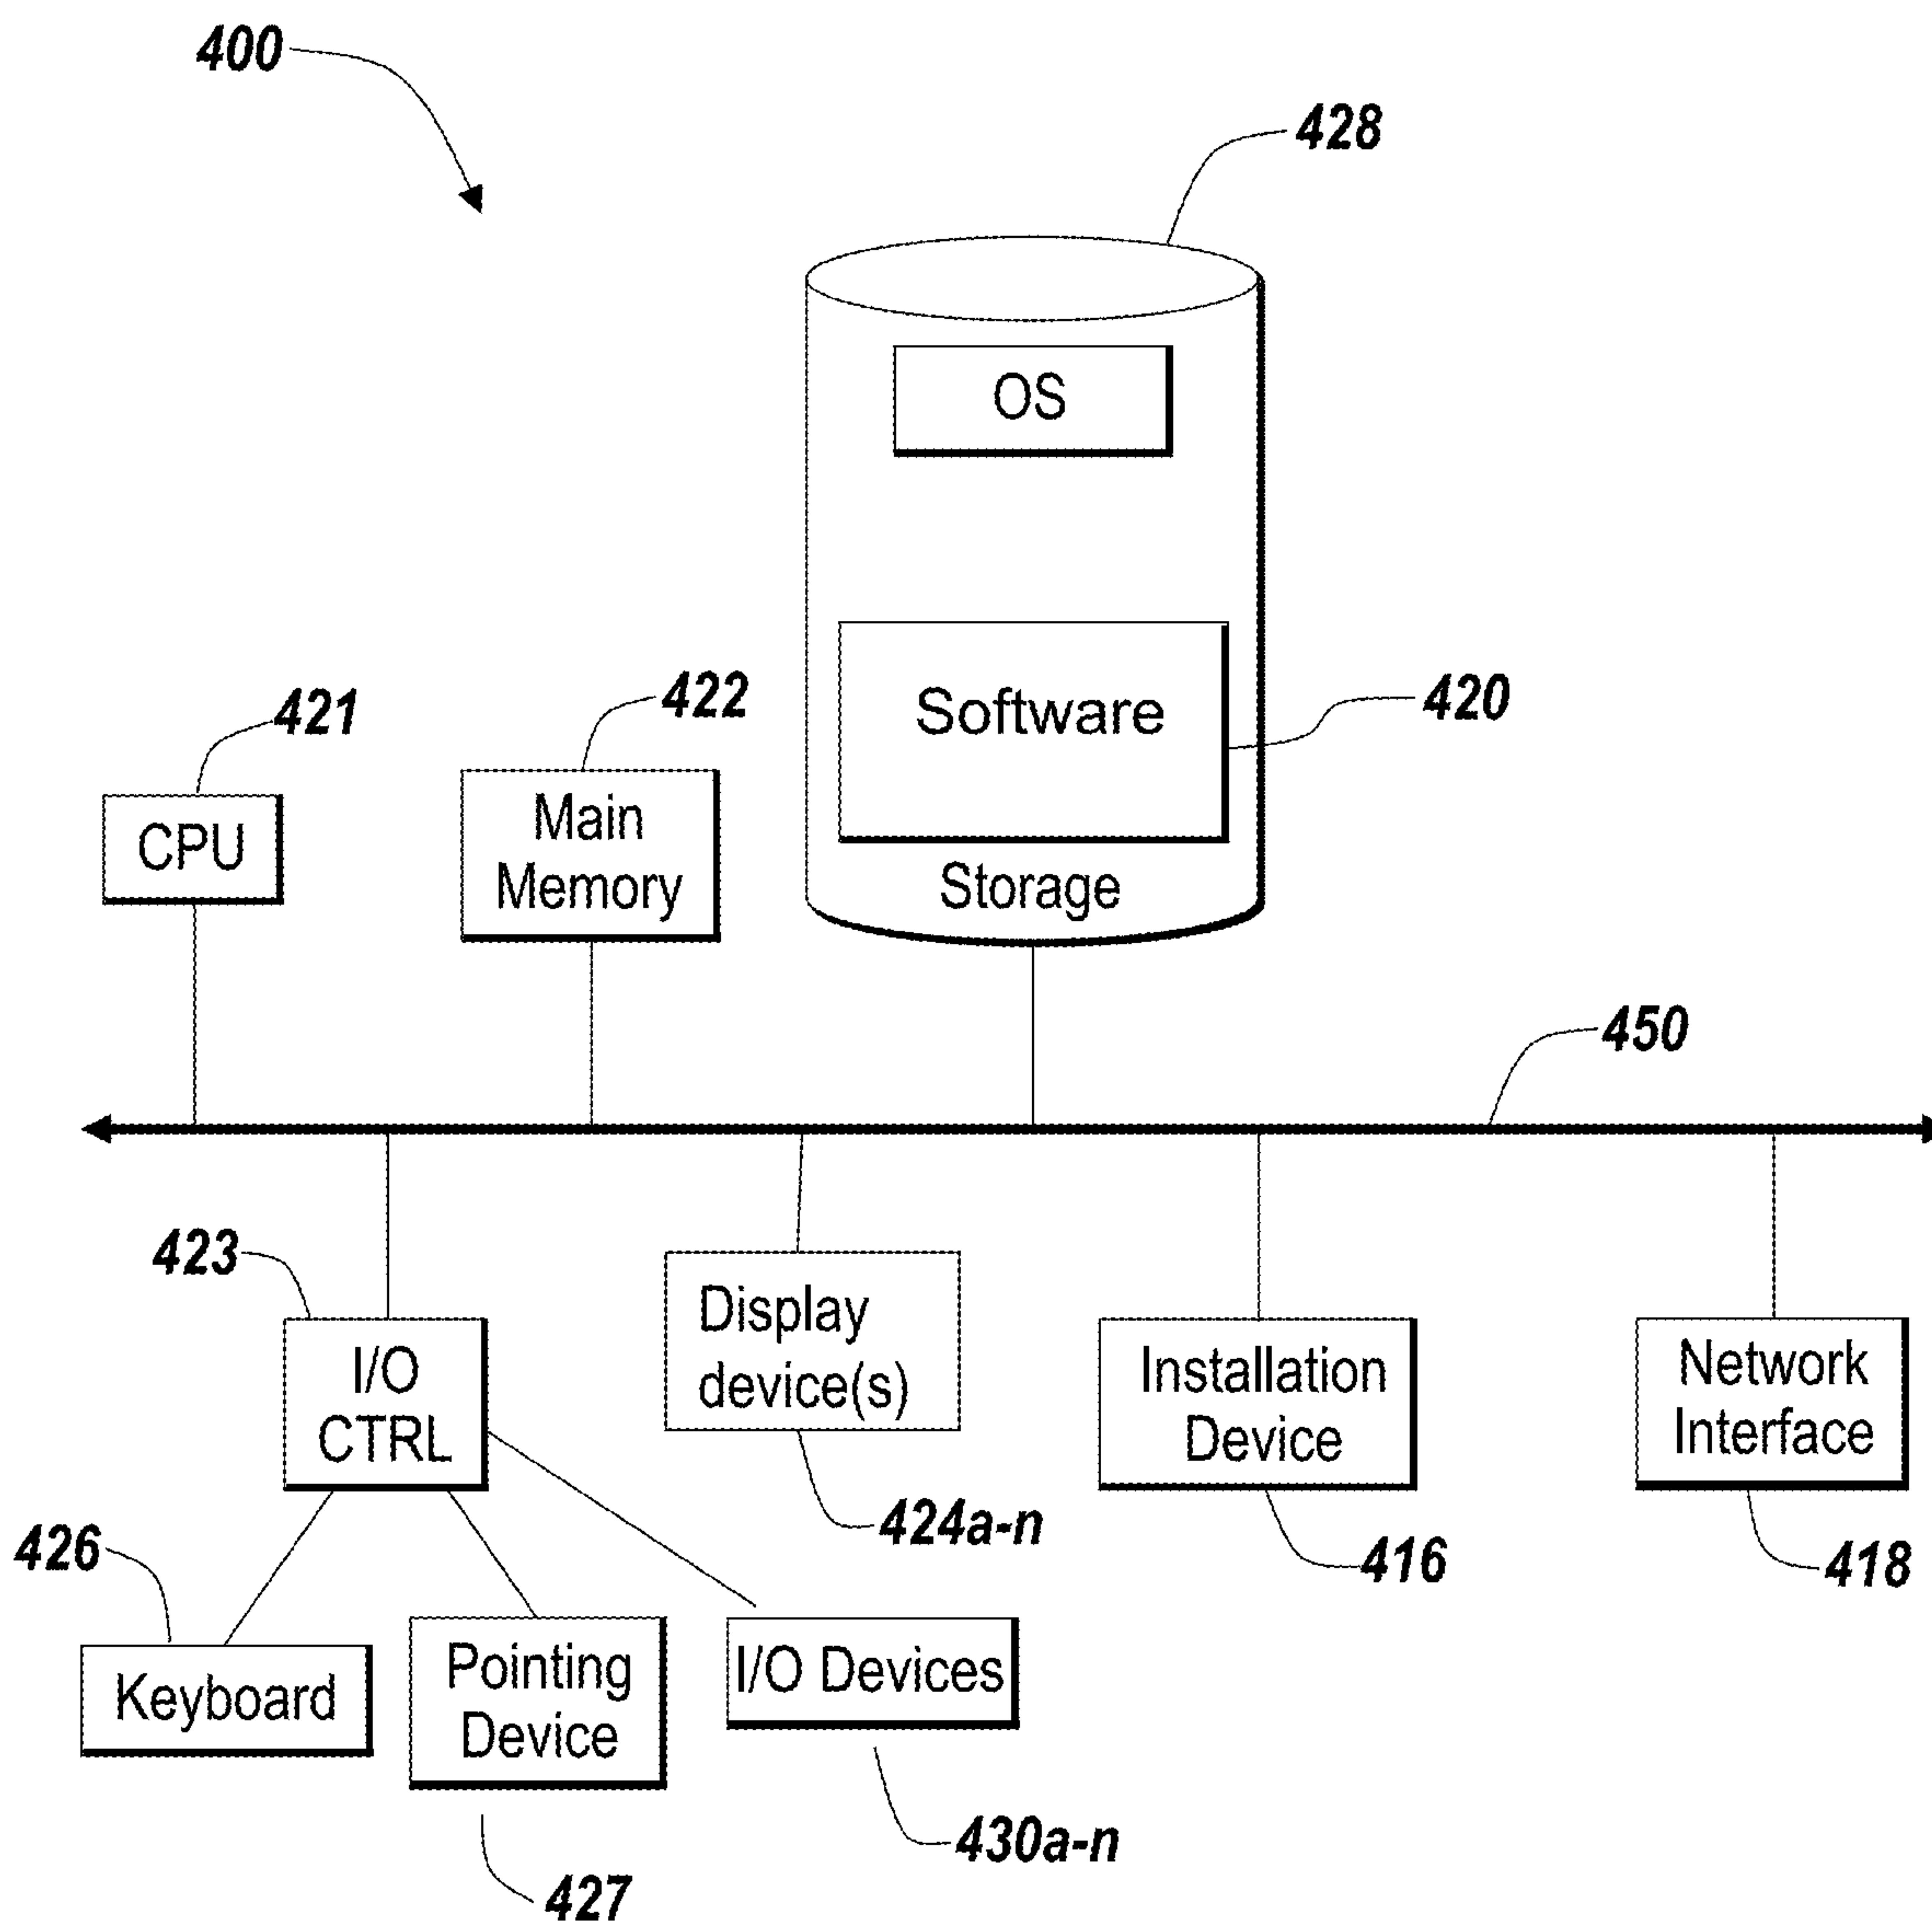 400
428
OS
Software
420
Storage
421
CPU
422
Main
Memory
450
423
I/O
CTRL
Display
device(s)
424a-n
Installation
Device
416
Network
Interface
418
426
Keyboard
Pointing
Device
427
I/O Devices
430a-n